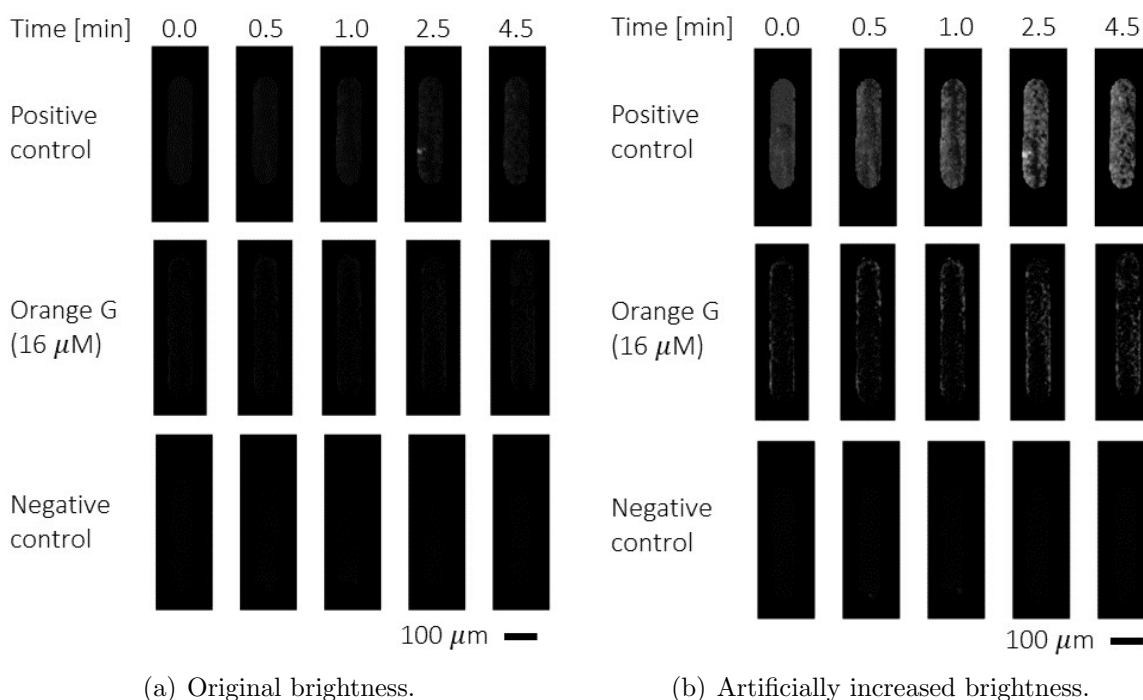 Time [min] 0.0 0.5 1.0 2.5 4.5
Positive
control
Orange G
(16 μM)
Negative
control
100 μm
(a) Original brightness.
Time [min] 0.0 0.5 1.0 2.5 4.5
Positive
control
Orange G
(16 μM)
Negative
control
100 μm
(b) Artificially increased brightness.